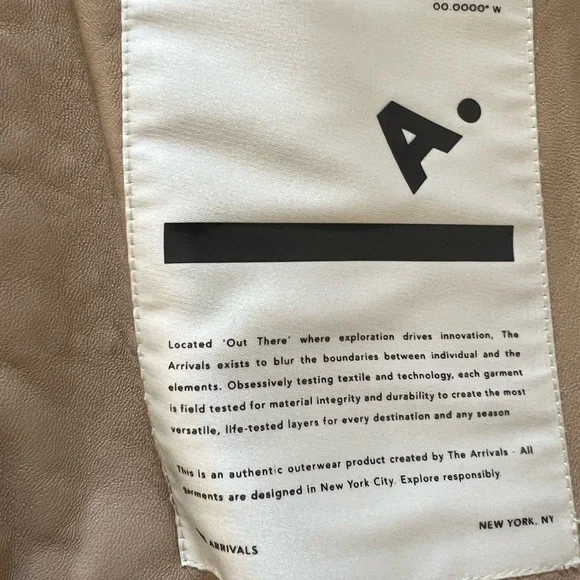 00.0000° W
A.
Located 'Out There' where exploration drives innovation, The
Arrivals exists to blur the boundaries between individual and the
elements. Obsessively testing textile and technology, each garment
is field tested for material integrity and durability to create the most
versatile, life-tested layers for every destination and any season
This is an authentic outerwear product created by The Arrivals - All
garments are designed in New York City. Explore responsibly.
ARRIVALS
NEW YORK, NY